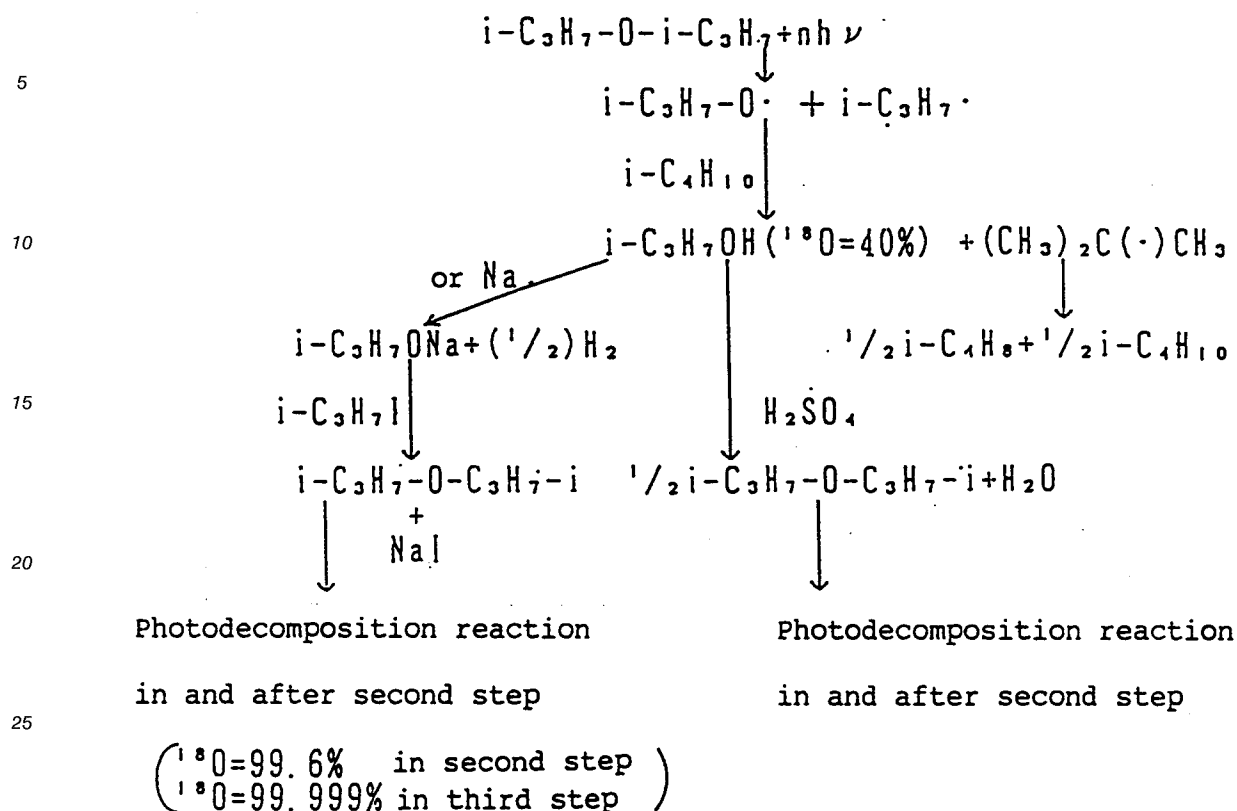 i-C₃H₇-O-i-C₃H₇+nhν
5
i-C₃H₇-O· + i-C₃H₇·
i-C₄H₁₀
10
i-C₃H₇OH(¹⁸O=40%) +(CH₃)₂C(·)CH₃
or Na
i-C₃H₇ONa+(¹/₂)H₂ ¹/₂i-C₄H₈+¹/₂i-C₄H₁₀
15
i-C₃H₇I H₂SO₄
i-C₃H₇-O-C₃H₇-i ¹/₂i-C₃H₇-O-C₃H₇-i+H₂O
+
NaI
20
Photodecomposition reaction Photodecomposition reaction
in and after second step in and after second step
25
(¹⁸O=99.6% in second step
¹⁸O=99.999% in third step)